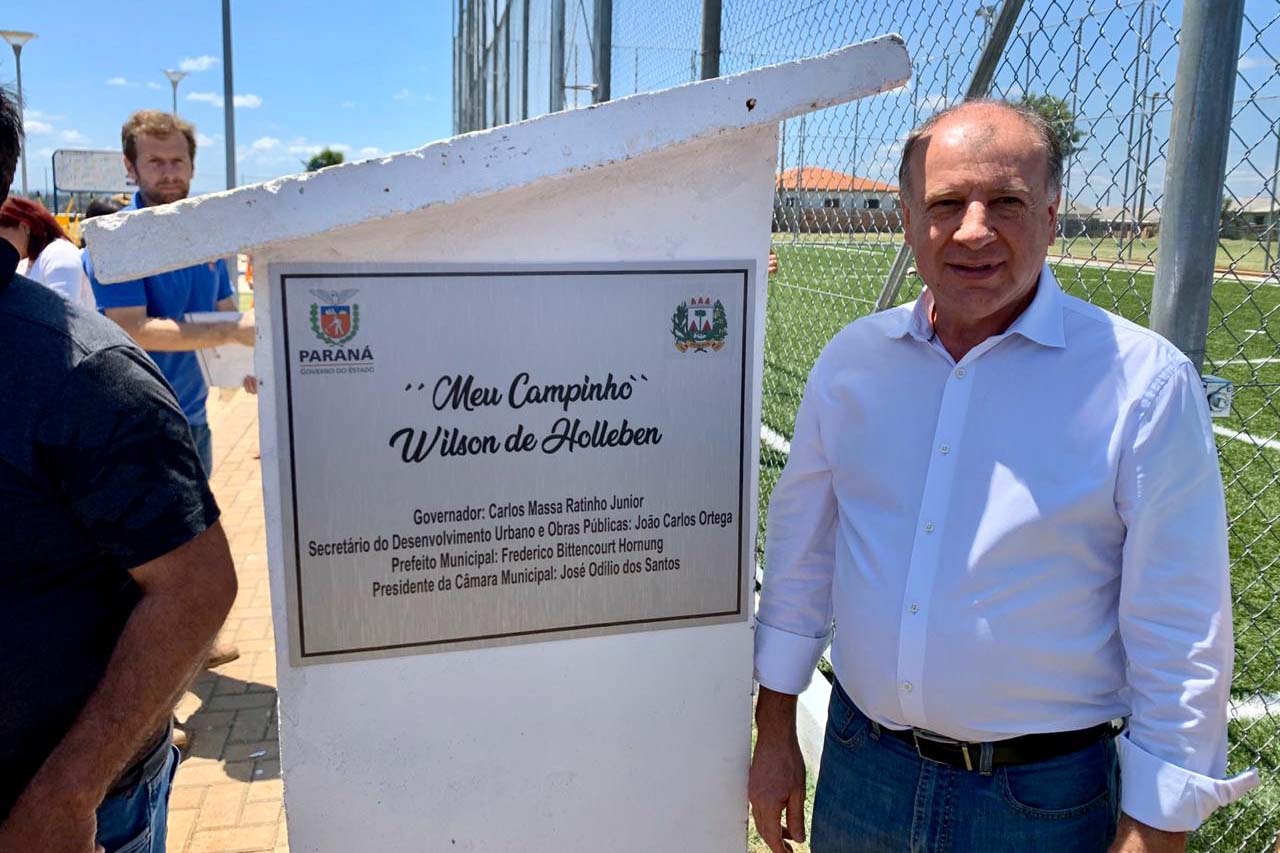 PARANÁ
GOVERNO DO ESTADO
´´Meu Campinho``
Wilson de Holleben
Governador: Carlos Massa Ratinho Junior
Secretário do Desenvolvimento Urbano e Obras Públicas: João Carlos Ortega
Prefeito Municipal: Frederico Bittencourt Hornung
Presidente da Câmara Municipal: José Odilio dos Santos